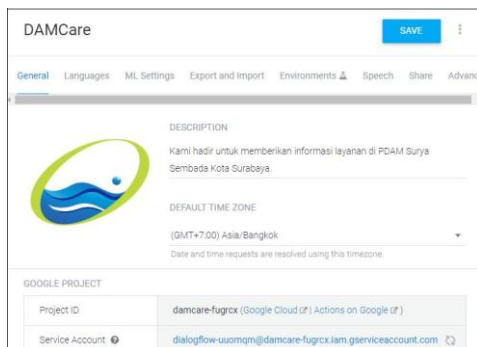 DAMCare
SAVE
General Languages ML Settings Export and Import Environments Speech Share Advanc
DESCRIPTION
Kami hadir untuk memberikan informasi layanan di PDAM Surya
Sembada Kota Surabaya.
DEFAULT TIME ZONE
(GMT+7:00) Asia/Bangkok
Date and time requests are resolved using this timezone.
GOOGLE PROJECT
Project ID damcare-fugrcx (Google Cloud | Actions on Google )
Service Account dialogflow-uuomqm@damcare-fugrcx.iam.gserviceaccount.com